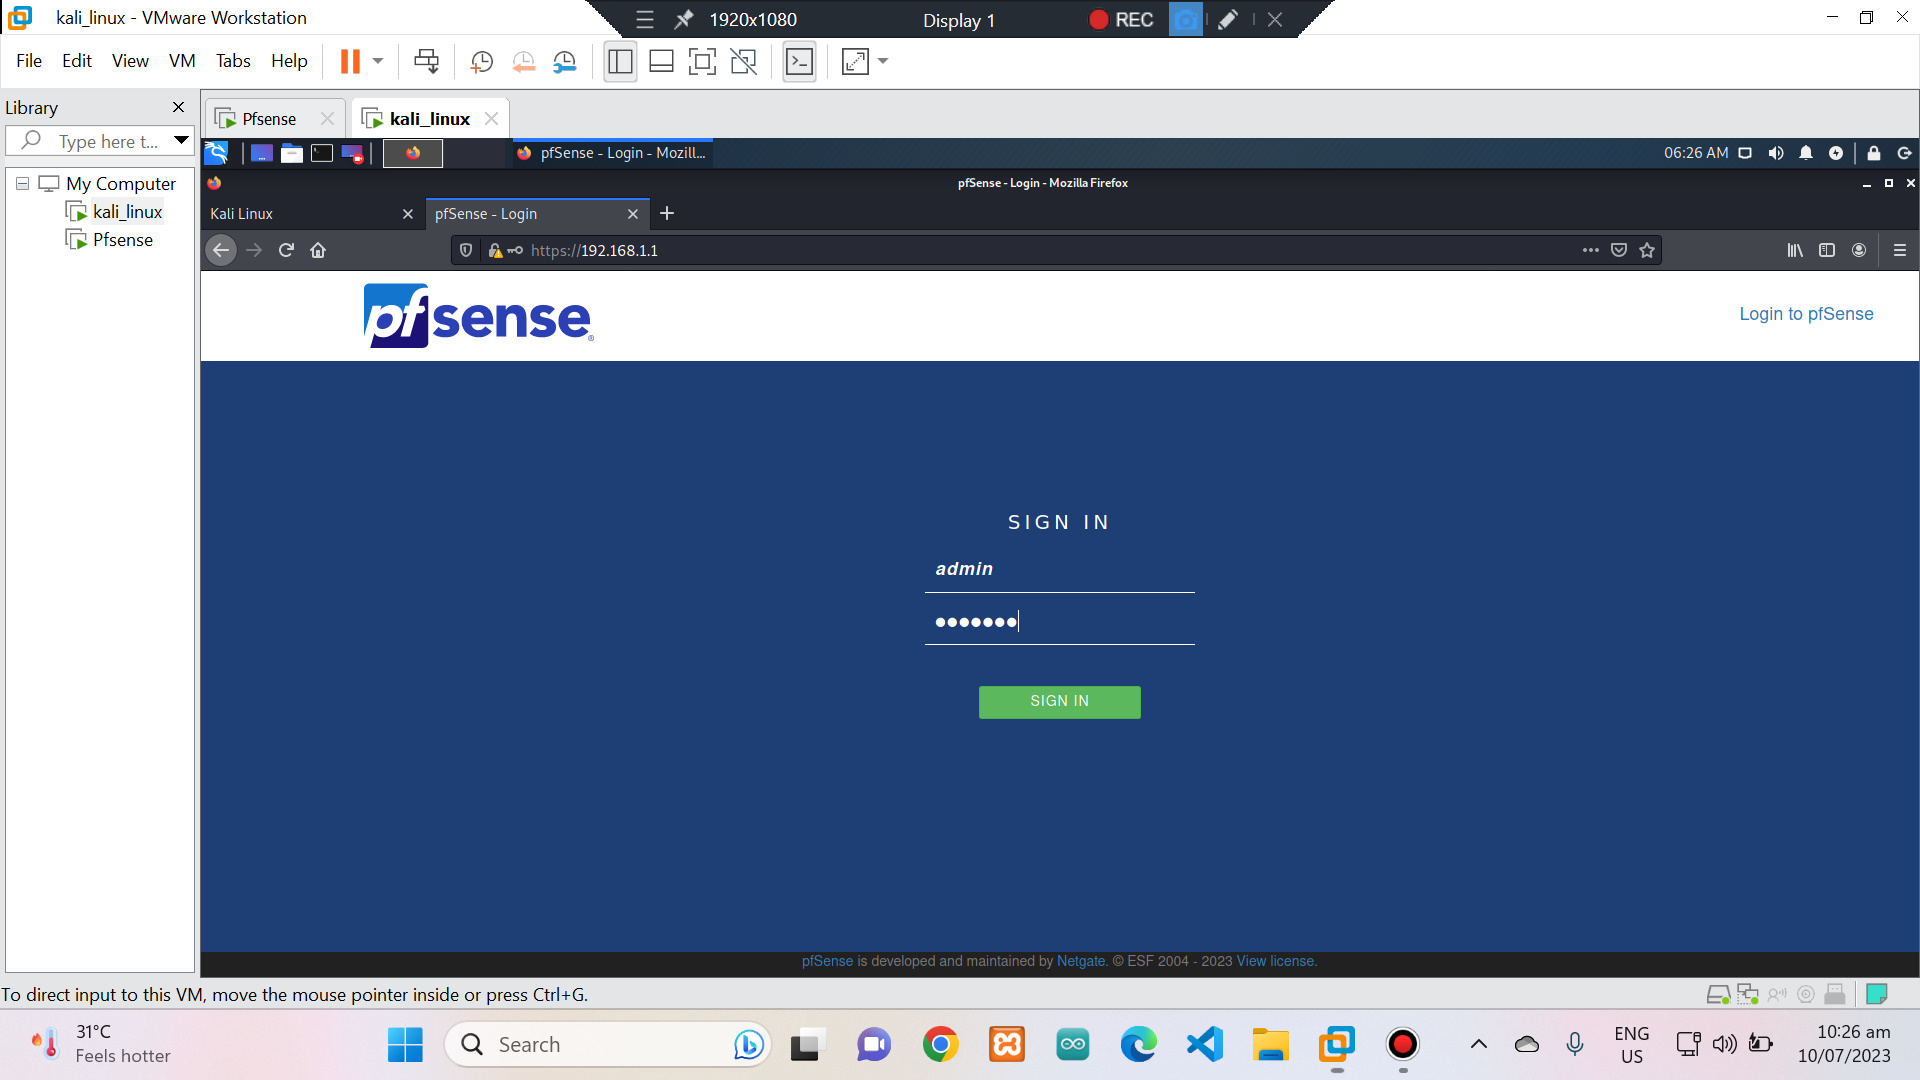 kali_linux - VMware Workstation
1920x1080 Display 1 REC
File Edit View VM Tabs Help
Library
Type here t...
My Computer
kali_linux
Pfsense
Pfsense kali_linux
pfSense - Login - Mozill...
06:26 AM
pfSense - Login - Mozilla Firefox
Kali Linux pfSense - Login
https://192.168.1.1
pfsense
Login to pfSense
SIGN IN
admin
SIGN IN
pfSense is developed and maintained by Netgate. © ESF 2004 - 2023 View license.
To direct input to this VM, move the mouse pointer inside or press Ctrl+G.
31°C
Feels hotter
Search
ENG
US
10:26 am
10/07/2023